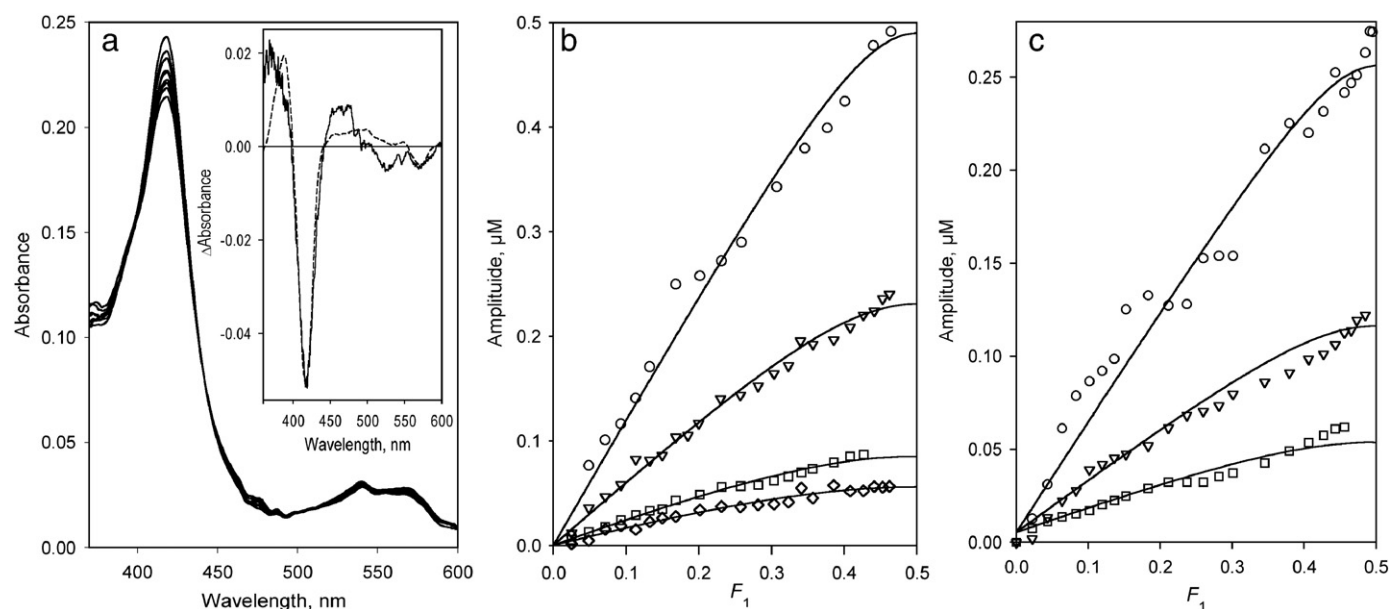 a
0.25
0.20
0.15
0.10
0.05
0.00
Absorbance
400 450 500 550 600
Wavelength, nm
0.02
0.00
-0.02
-0.04
ΔAbsorbance
400 450 500 550 600
Wavelength, nm
b
0.5
0.4
0.3
0.2
0.1
0.0
Amplituide, µM
0.0 0.1 0.2 0.3 0.4 0.5
F1
c
0.25
0.20
0.15
0.10
0.05
0.00
Amplitude, µM
0.0 0.1 0.2 0.3 0.4 0.5
F1